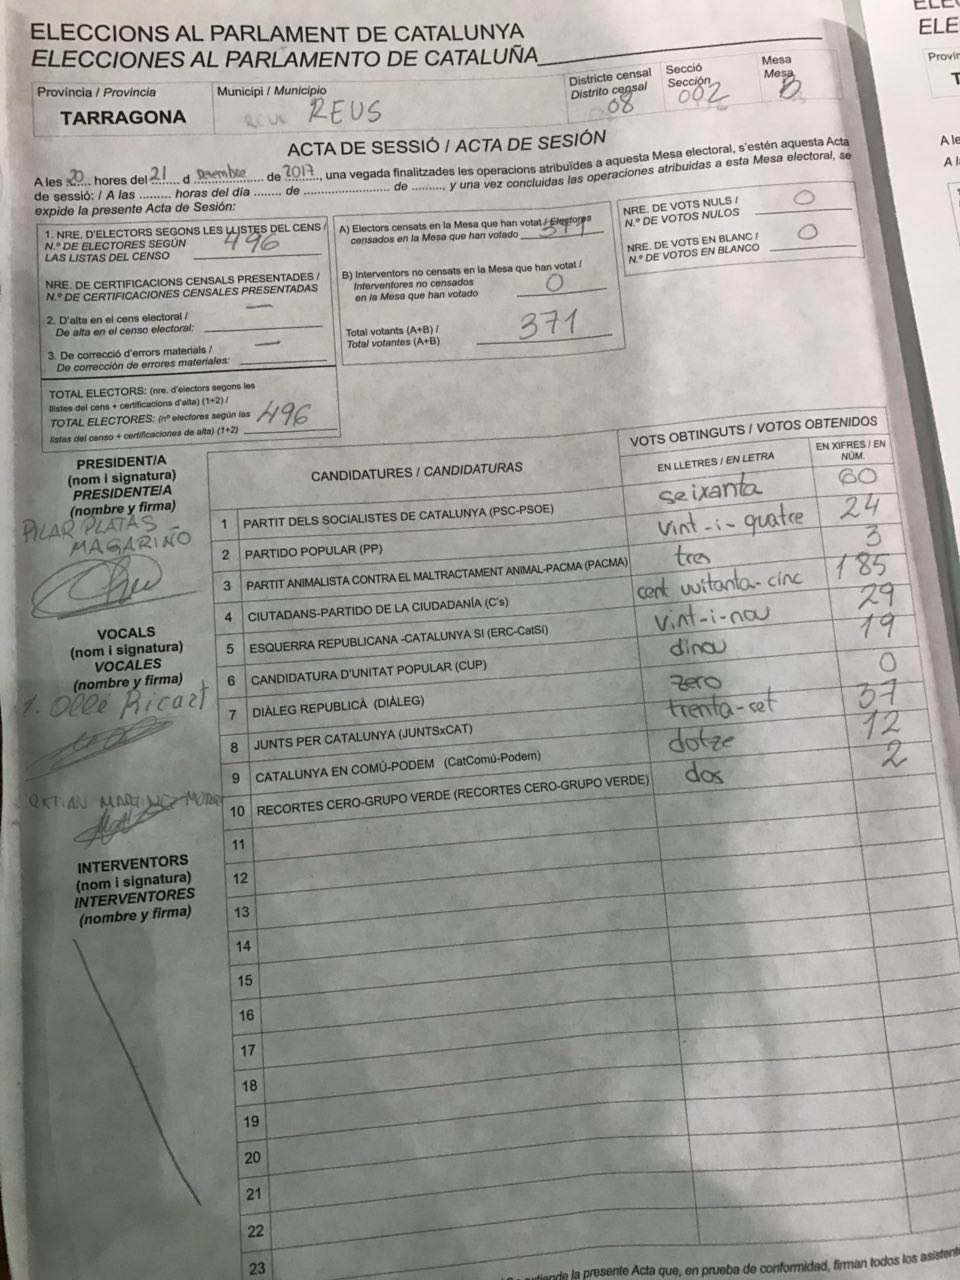 ELECCIONS AL PARLAMENT DE CATALUNYA
ELECCIONES AL PARLAMENTO DE CATALUÑA
Província / Provincia
TARRAGONA
Municipi / Municipio
REUS
Districte censal
Distrito censal
08
Secció
Sección
002
Mesa
Mesa
B
ACTA DE SESSIÓ / ACTA DE SESIÓN
A les 20 hores del 21 d Desembre de 2017, una vegada finalitzades les operacions atribuïdes a aquesta Mesa electoral, s'estén aquesta Acta
de sessió: / A las ......... horas del día ........ de ........................... de ........., y una vez concluidas las operaciones atribuidas a esta Mesa electoral, se
expide la presente Acta de Sesión:
1. NRE. D'ELECTORS SEGONS LES LLISTES DEL CENS /
N.º DE ELECTORES SEGÚN
LAS LISTAS DEL CENSO
496
NRE. DE CERTIFICACIONS CENSALS PRESENTADES /
N.º DE CERTIFICACIONES CENSALES PRESENTADAS
2. D'alta en el cens electoral /
De alta en el censo electoral:
—
3. De correcció d'errors materials /
De corrección de errores materiales:
—
TOTAL ELECTORS: (nre. d'electors segons les
llistes del cens + certificacions d'alta) (1+2) /
TOTAL ELECTORES: (nº electores según las
listas del censo + certificaciones de alta) (1+2)
496
A) Electors censats en la Mesa que han votat / Electores
censados en la Mesa que han votado
371
B) Interventors no censats en la Mesa que han votat /
Interventores no censados
en la Mesa que han votado
0
Total votants (A+B) /
Total votantes (A+B)
371
NRE. DE VOTS NULS /
N.º DE VOTOS NULOS
0
NRE. DE VOTS EN BLANC /
N.º DE VOTOS EN BLANCO
0
PRESIDENT/A
(nom i signatura)
PRESIDENTE/A
(nombre y firma)
PILAR PLATAS
MAGARIÑO
VOCALS
(nom i signatura)
VOCALES
(nombre y firma)
1. Ollé Ricart
INTERVENTORS
(nom i signatura)
INTERVENTORES
(nombre y firma)
CANDIDATURES / CANDIDATURAS
VOTS OBTINGUTS / VOTOS OBTENIDOS
EN LLETRES / EN LETRA
EN XIFRES / EN
NÚM.
1 PARTIT DELS SOCIALISTES DE CATALUNYA (PSC-PSOE) seixanta 60
2 PARTIDO POPULAR (PP) vint-i-quatre 24
3 PARTIT ANIMALISTA CONTRA EL MALTRACTAMENT ANIMAL-PACMA (PACMA) tres 3
4 CIUTADANS-PARTIDO DE LA CIUDADANÍA (C's) cent vuitanta-cinc 185
5 ESQUERRA REPUBLICANA -CATALUNYA SI (ERC-CatSí) vint-i-nou 29
6 CANDIDATURA D'UNITAT POPULAR (CUP) dinou 19
7 DIÀLEG REPUBLICÀ (DIÀLEG) zero 0
8 JUNTS PER CATALUNYA (JUNTSxCAT) trenta-set 37
9 CATALUNYA EN COMÚ-PODEM (CatComú-Podem) dotze 12
10 RECORTES CERO-GRUPO VERDE (RECORTES CERO-GRUPO VERDE) dos 2
11
12
13
14
15
16
17
18
19
20
21
22
23
la presente Acta que, en prueba de conformidad, firman todos los